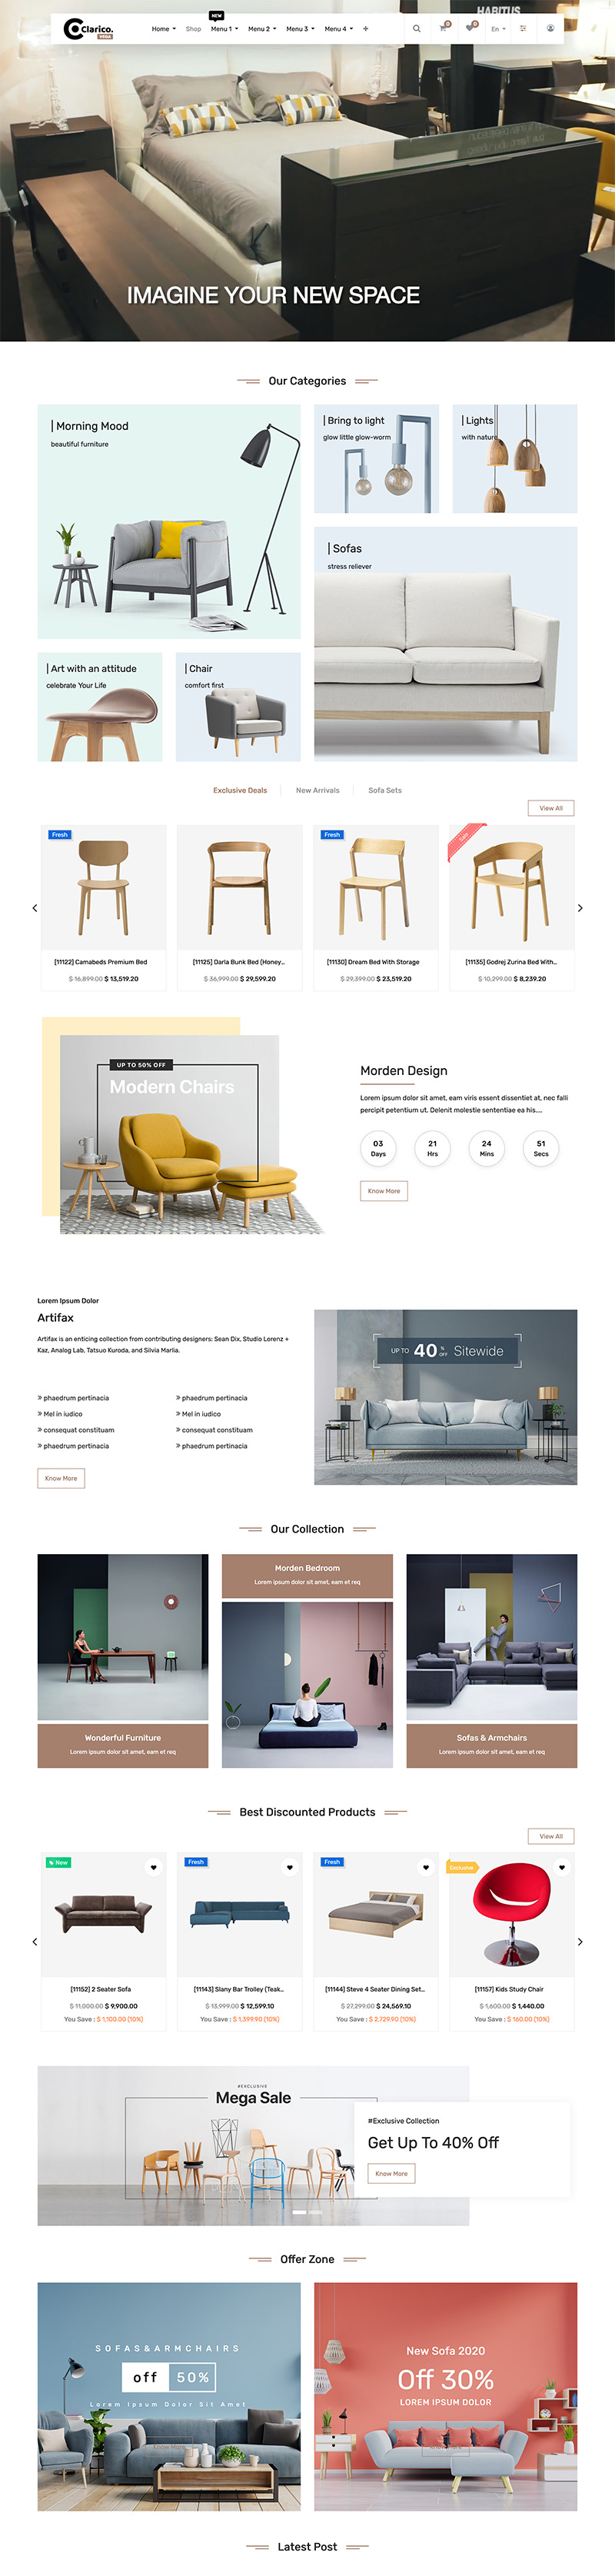 HABITUS
Clarico.
VEGA
Home
Shop
NEW
Menu 1
Menu 2
Menu 3
Menu 4
0
0
En
IMAGINE YOUR NEW SPACE
Our Categories
| Morning Mood
beautiful furniture
| Bring to light
glow little glow-worm
| Lights
with nature
| Sofas
stress reliever
| Art with an attitude
celebrate Your Life
| Chair
comfort first
Exclusive Deals
New Arrivals
Sofa Sets
View All
Fresh
Fresh
Sale
[11122] Camabeds Premium Bed
$ 16,899.00 $ 13,519.20
[11125] Darla Bunk Bed (Honey...
$ 36,999.00 $ 29,599.20
[11130] Dream Bed With Storage
$ 29,399.00 $ 23,519.20
[11135] Godrej Zurina Bed With...
$ 10,299.00 $ 8,239.20
UP TO 50% OFF
Modern Chairs
Morden Design
Lorem ipsum dolor sit amet, eam viris essent dissentiet at, nec falli
percipit petentium ut. Delenit molestie sententiae ea his....
03
Days
21
Hrs
24
Mins
51
Secs
Know More
Lorem Ipsum Dolor
Artifax
Artifax is an enticing collection from contributing designers: Sean Dix, Studio Lorenz +
Kaz, Analog Lab, Tatsuo Kuroda, and Silvia Marlia.
» phaedrum pertinacia
» phaedrum pertinacia
» Mel in iudico
» Mel in iudico
» consequat constituam
» consequat constituam
» phaedrum pertinacia
» phaedrum pertinacia
Know More
UP TO 40 % OFF Sitewide
Our Collection
Wonderful Furniture
Lorem ipsum dolor sit amet, eam et req
Morden Bedroom
Lorem ipsum dolor sit amet, eam et req
Sofas & Armchairs
Lorem ipsum dolor sit amet, eam et req
Best Discounted Products
View All
New
Fresh
Fresh
Exclusive
[11152] 2 Seater Sofa
$ 11,000.00 $ 9,900.00
You Save : $ 1,100.00 (10%)
[11143] Slany Bar Trolley (Teak...
$ 13,999.00 $ 12,599.10
You Save : $ 1,399.90 (10%)
[11144] Steve 4 Seater Dining Set...
$ 27,299.00 $ 24,569.10
You Save : $ 2,729.90 (10%)
[11157] Kids Study Chair
$ 1,600.00 $ 1,440.00
You Save : $ 160.00 (10%)
#EXCLUSIVE
Mega Sale
#Exclusive Collection
Get Up To 40% Off
Know More
Offer Zone
SOFAS&ARMCHAIRS
off 50%
Lorem Ipsum Dolor Sit Amet
Know More
New Sofa 2020
Off 30%
LOREM IPSUM DOLOR
Latest Post